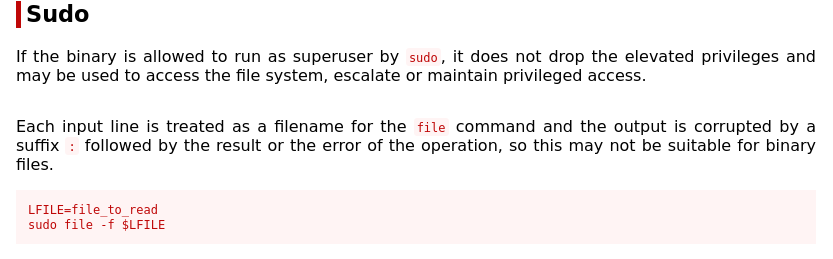 Sudo
If the binary is allowed to run as superuser by sudo, it does not drop the elevated privileges and
may be used to access the file system, escalate or maintain privileged access.
Each input line is treated as a filename for the file command and the output is corrupted by a
suffix : followed by the result or the error of the operation, so this may not be suitable for binary
files.
LFILE=file_to_read
sudo file -f $LFILE